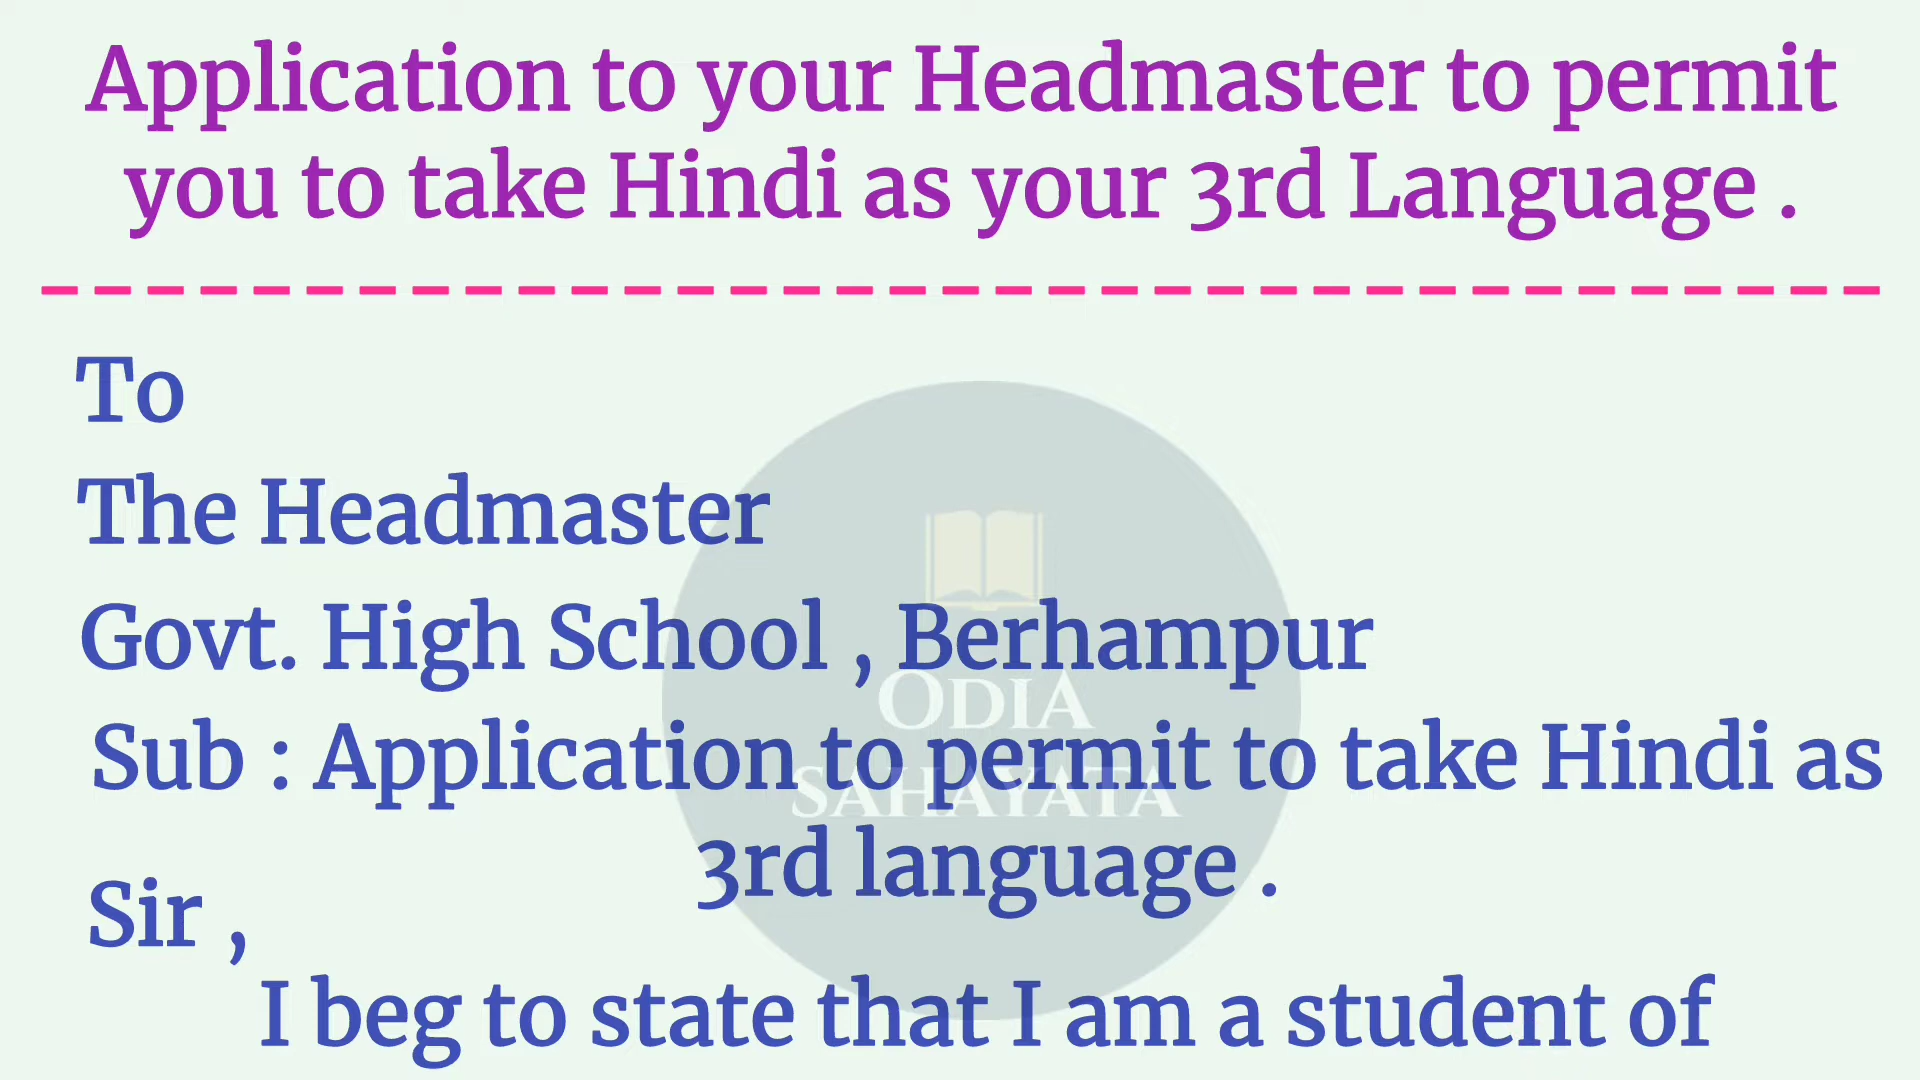 Application to your Headmaster to permit
you to take Hindi as your 3rd Language .
To
The Headmaster
Govt. High School , Berhampur
ODIA
SAHAYATA
Sub : Application to permit to take Hindi as
3rd language .
Sir ,
I beg to state that I am a student of